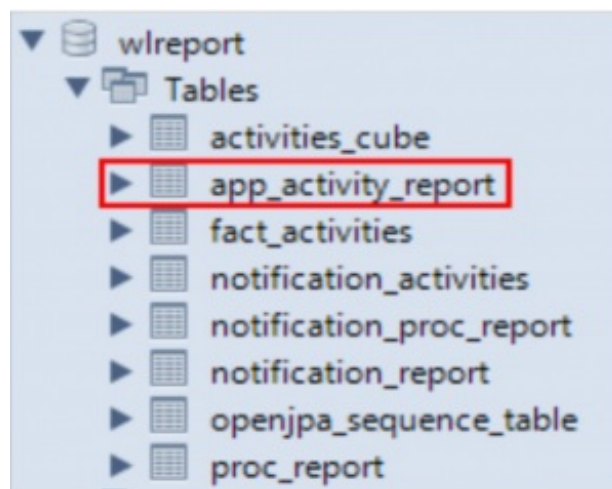 wlreport
Tables
activities_cube
app_activity_report
fact_activities
notification_activities
notification_proc_report
notification_report
openjpa_sequence_table
proc_report